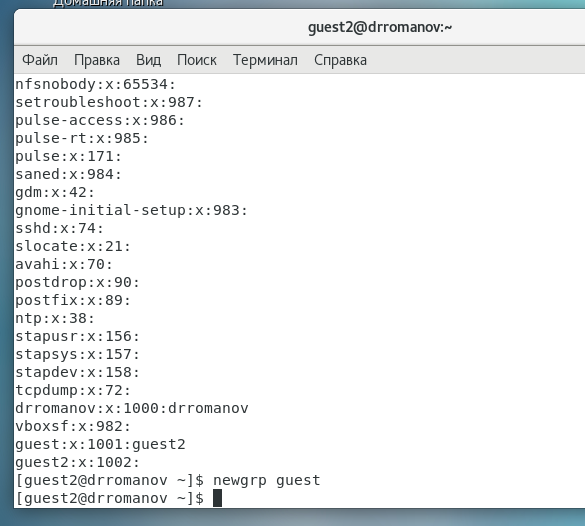 Домашняя папка
guest2@drromanov:~
Файл Правка Вид Поиск Терминал Справка
nfsnobody:x:65534:
setroubleshoot:x:987:
pulse-access:x:986:
pulse-rt:x:985:
pulse:x:171:
saned:x:984:
gdm:x:42:
gnome-initial-setup:x:983:
sshd:x:74:
slocate:x:21:
avahi:x:70:
postdrop:x:90:
postfix:x:89:
ntp:x:38:
stapusr:x:156:
stapsys:x:157:
stapdev:x:158:
tcpdump:x:72:
drromanov:x:1000:drromanov
vboxsf:x:982:
guest:x:1001:guest2
guest2:x:1002:
[guest2@drromanov ~]$ newgrp guest
[guest2@drromanov ~]$